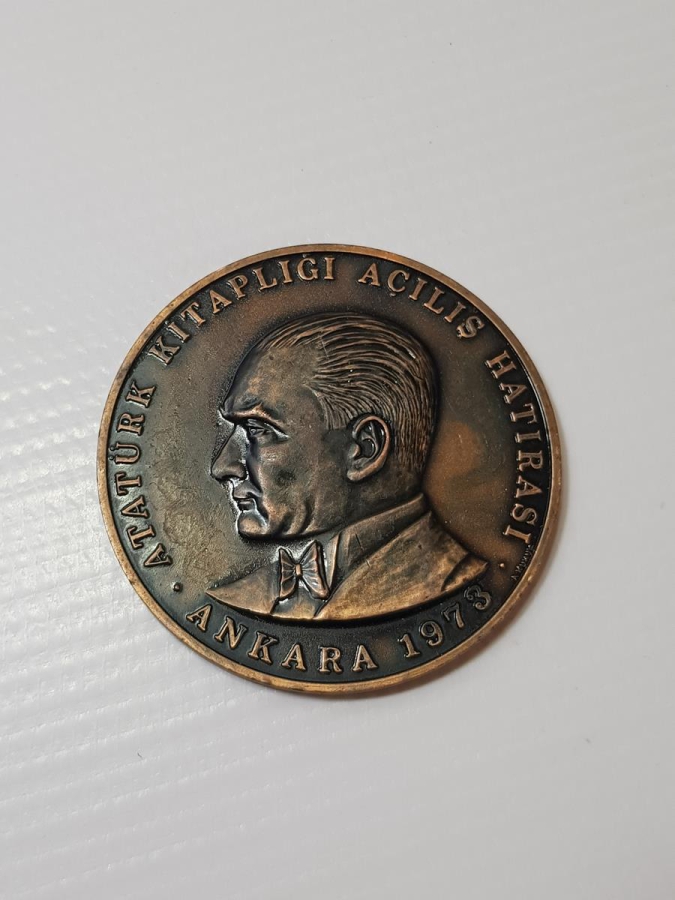 · ATATÜRK KİTAPLIĞI AÇILIŞ HATIRASI ·
ANKARA 1973